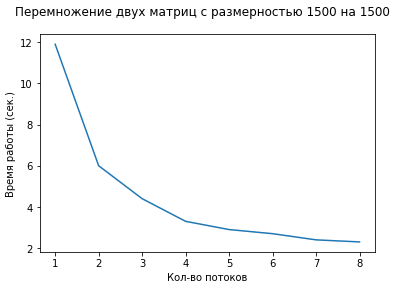 Перемножение двух матриц с размерностью 1500 на 1500
12
10
8
6
4
2
Время работы (сек.)
1 2 3 4 5 6 7 8
Кол-во потоков